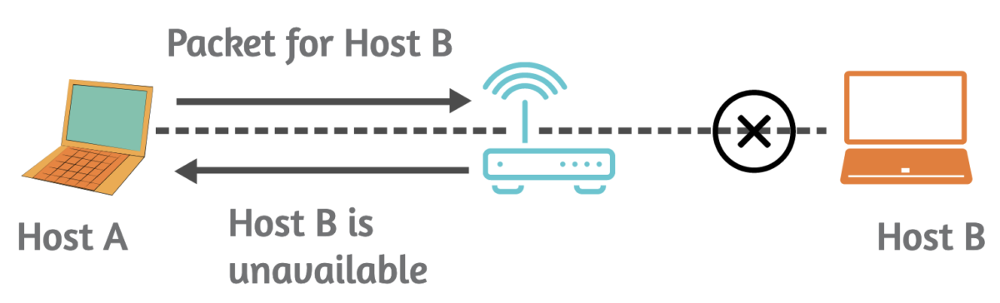 Packet for Host B
Host A
Host B is
unavailable
Host B